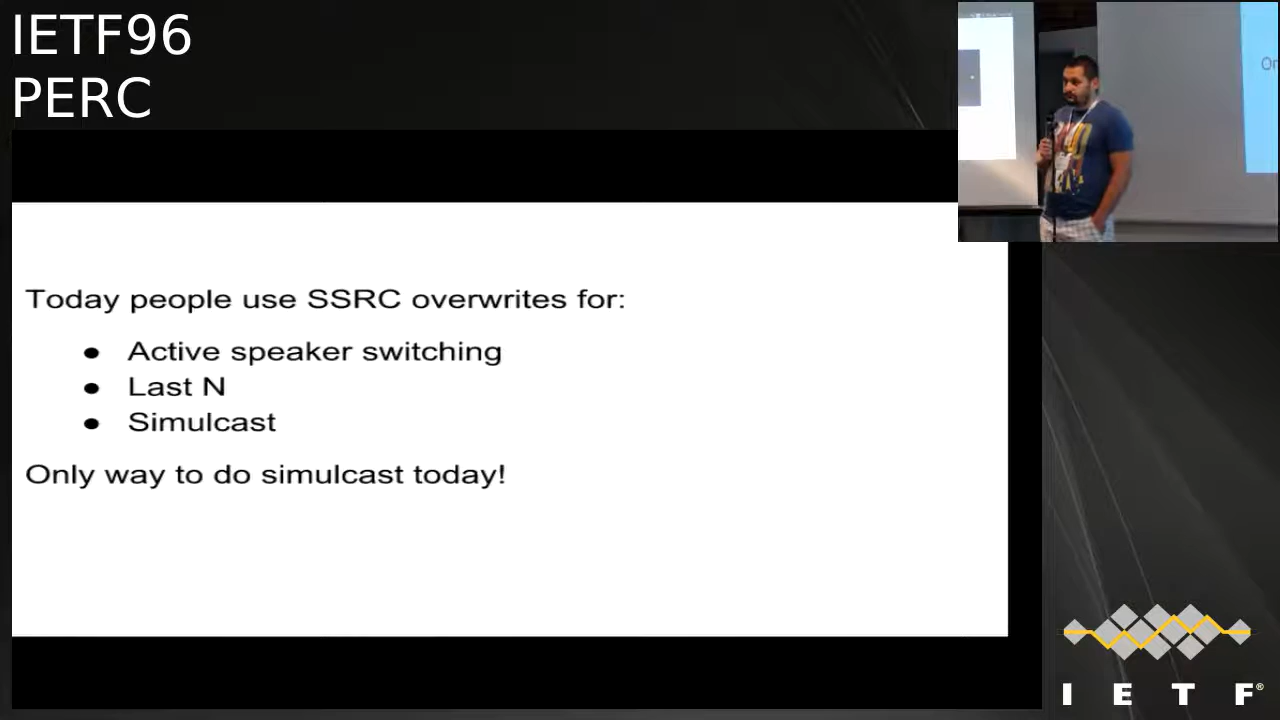 IETF96
PERC
Or
Today people use SSRC overwrites for:
● Active speaker switching
● Last N
● Simulcast
Only way to do simulcast today!
I E T F®